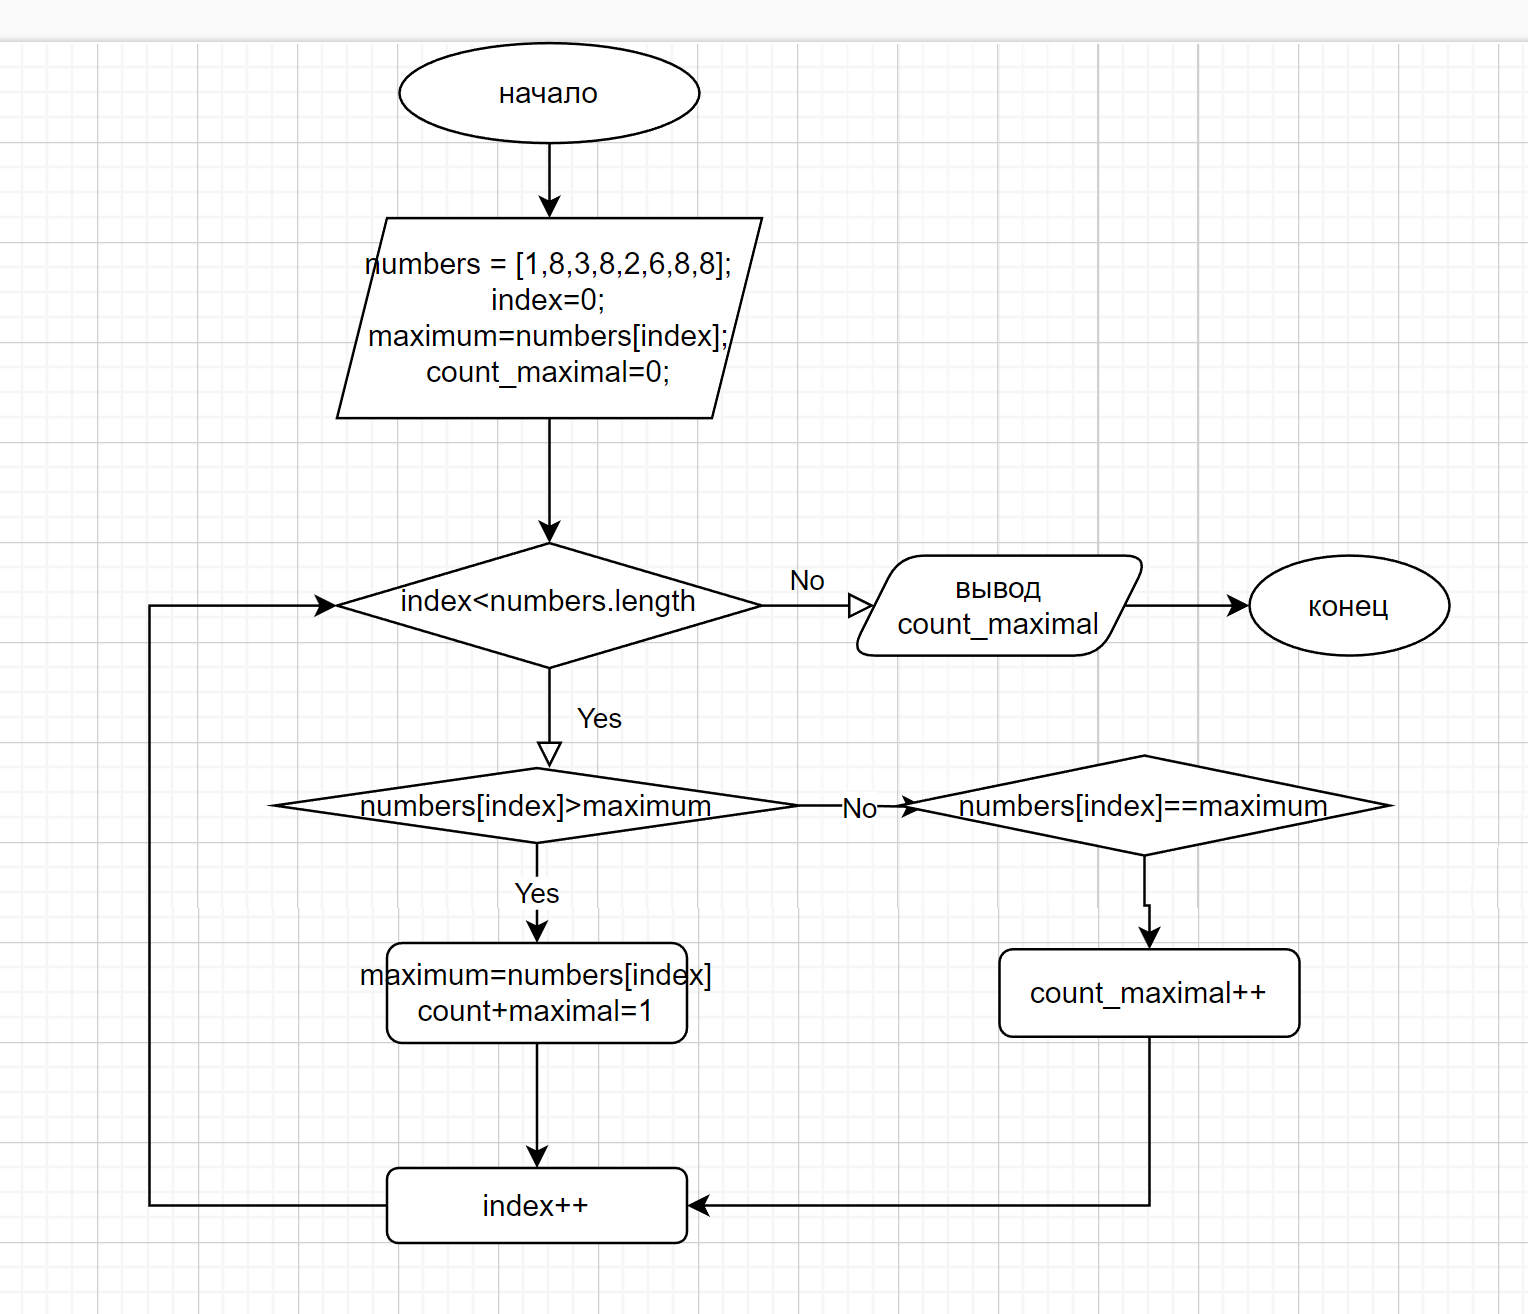 начало
numbers = [1,8,3,8,2,6,8,8];
index=0;
maximum=numbers[index];
count_maximal=0;
index<numbers.length
No
вывод
count_maximal
конец
Yes
numbers[index]>maximum
No
numbers[index]==maximum
Yes
maximum=numbers[index]
count+maximal=1
count_maximal++
index++